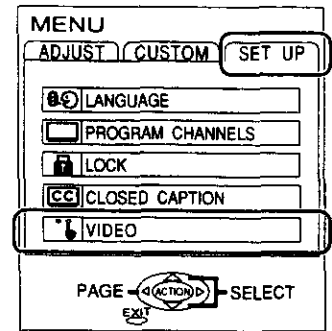 MENU
ADJUST CUSTOM SET UP
LANGUAGE
PROGRAM CHANNELS
LOCK
CC CLOSED CAPTION
VIDEO
PAGE ACTION SELECT
EXIT